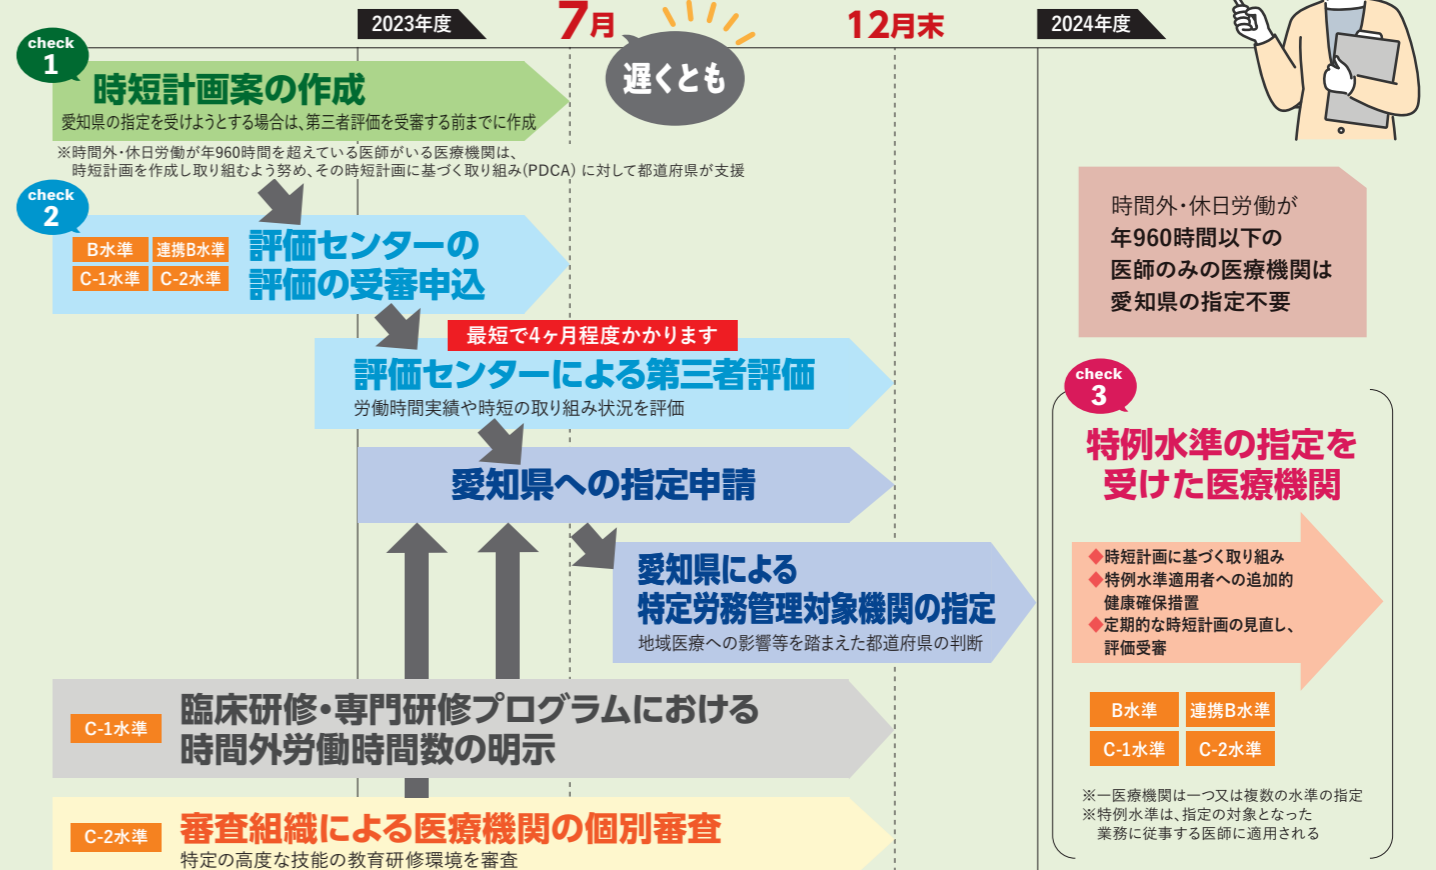 2023年度
7月
遅くとも
12月末
2024年度
check
1
時短計画案の作成
愛知県の指定を受けようとする場合は、第三者評価を受審する前までに作成
※時間外・休日労働が年960時間を超えている医師がいる医療機関は、
時短計画を作成し取り組むよう努め、その時短計画に基づく取り組み(PDCA) に対して都道府県が支援
check
2
B水準
連携B水準
C-1水準
C-2水準
評価センターの
評価の受審申込
最短で4ヶ月程度かかります
評価センターによる第三者評価
労働時間実績や時短の取り組み状況を評価
愛知県への指定申請
愛知県による
特定労務管理対象機関の指定
地域医療への影響等を踏まえた都道府県の判断
C-1水準
臨床研修・専門研修プログラムにおける
時間外労働時間数の明示
C-2水準
審査組織による医療機関の個別審査
特定の高度な技能の教育研修環境を審査
時間外・休日労働が
年960時間以下の
医師のみの医療機関は
愛知県の指定不要
check
3
特例水準の指定を
受けた医療機関
◆時短計画に基づく取り組み
◆特例水準適用者への追加的
健康確保措置
◆定期的な時短計画の見直し、
評価受審
B水準
連携B水準
C-1水準
C-2水準
※一医療機関は一つ又は複数の水準の指定
※特例水準は、指定の対象となった
業務に従事する医師に適用される